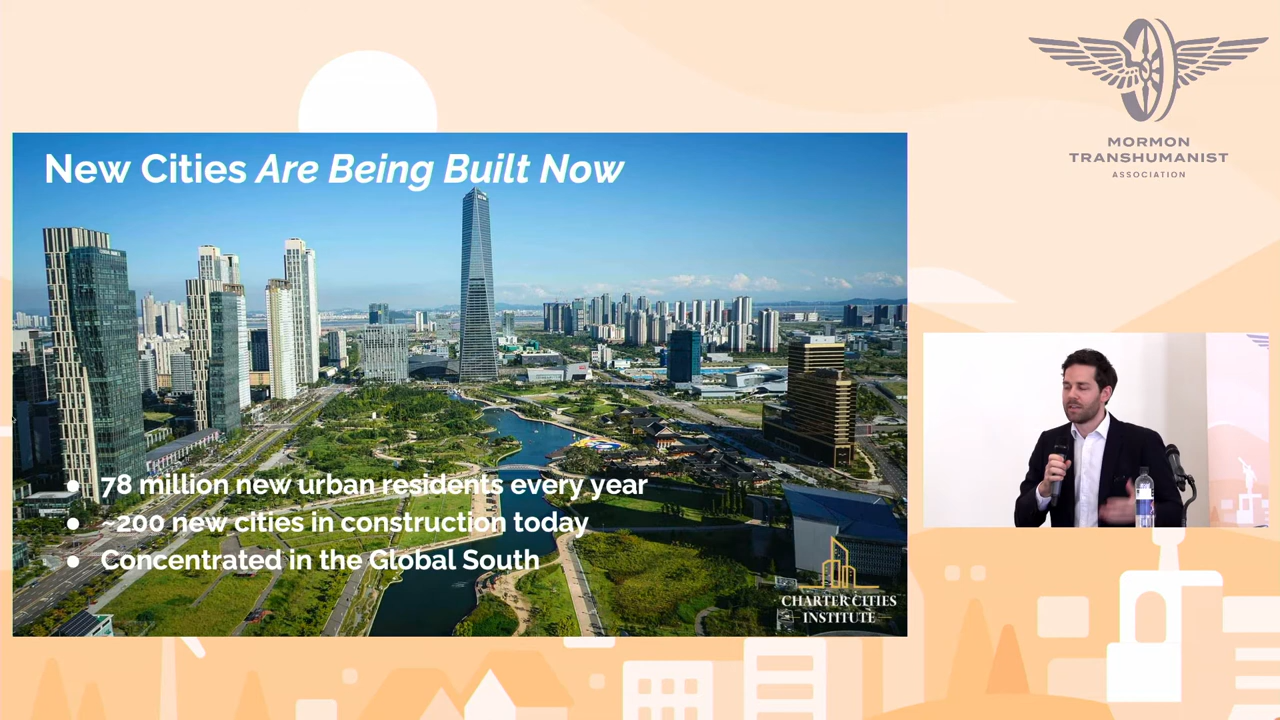 New Cities Are Being Built Now
● 78 million new urban residents every year
● ~200 new cities in construction today
● Concentrated in the Global South
CHARTER CITIES
INSTITUTE
MORMON
TRANSHUMANIST
ASSOCIATION